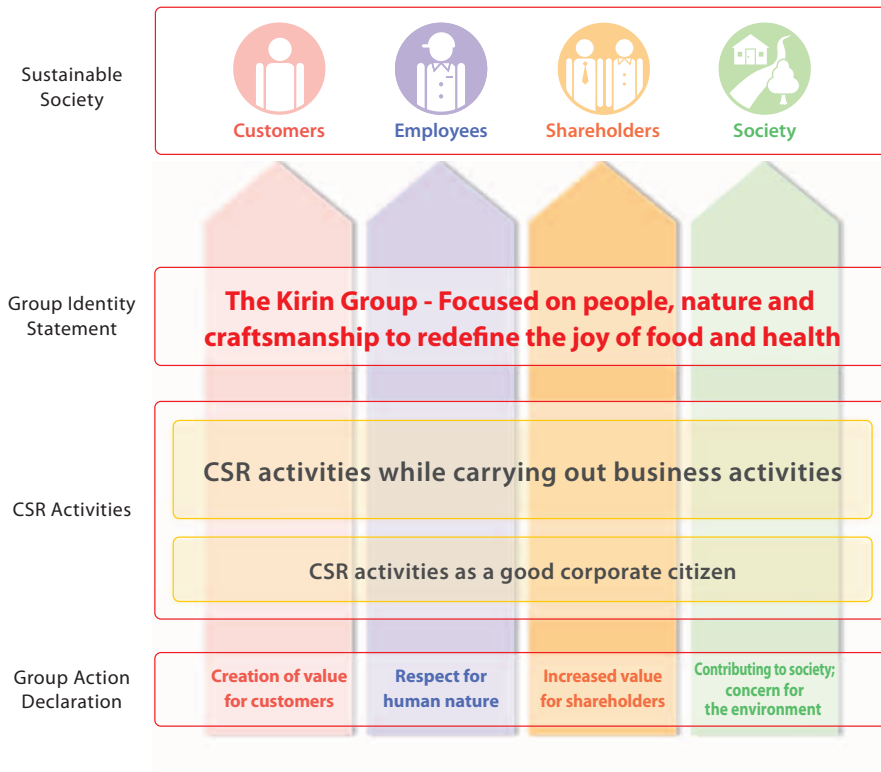 Sustainable
Society
Customers
Employees
Shareholders
Society
Group Identity
Statement
The Kirin Group - Focused on people, nature and
craftsmanship to redefine the joy of food and health
CSR Activities
CSR activities while carrying out business activities
CSR activities as a good corporate citizen
Group Action
Declaration
Creation of value
for customers
Respect for
human nature
Increased value
for shareholders
Contributing to society;
concern for
the environment